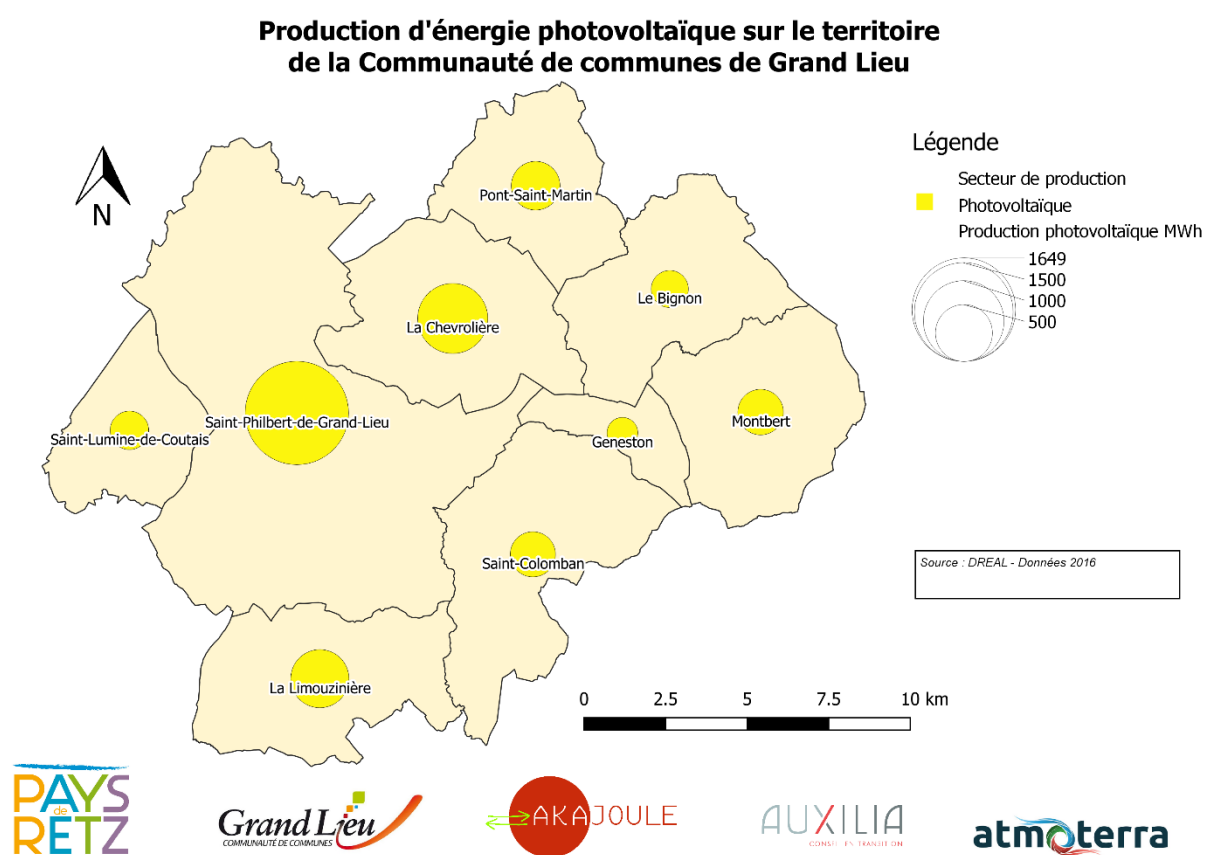 Production d'énergie photovoltaïque sur le territoire
de la Communauté de communes de Grand Lieu
N
Pont-Saint-Martin
Le Bignon
La Chevrolière
Saint-Philbert-de-Grand-Lieu
Saint-Lumine-de-Coutais
Geneston
Montbert
Saint-Colomban
La Limouzinière
Légende
Secteur de production
Photovoltaïque
Production photovoltaïque MWh
1649
1500
1000
500
Source : DREAL - Données 2016
0 2.5 5 7.5 10 km
PAYS
de
RETZ
Grand Lieu
COMMUNAUTÉ DE COMMUNES
AKAJOULE
AUXILIA
CONSEIL EN TRANSITION
atmoterra